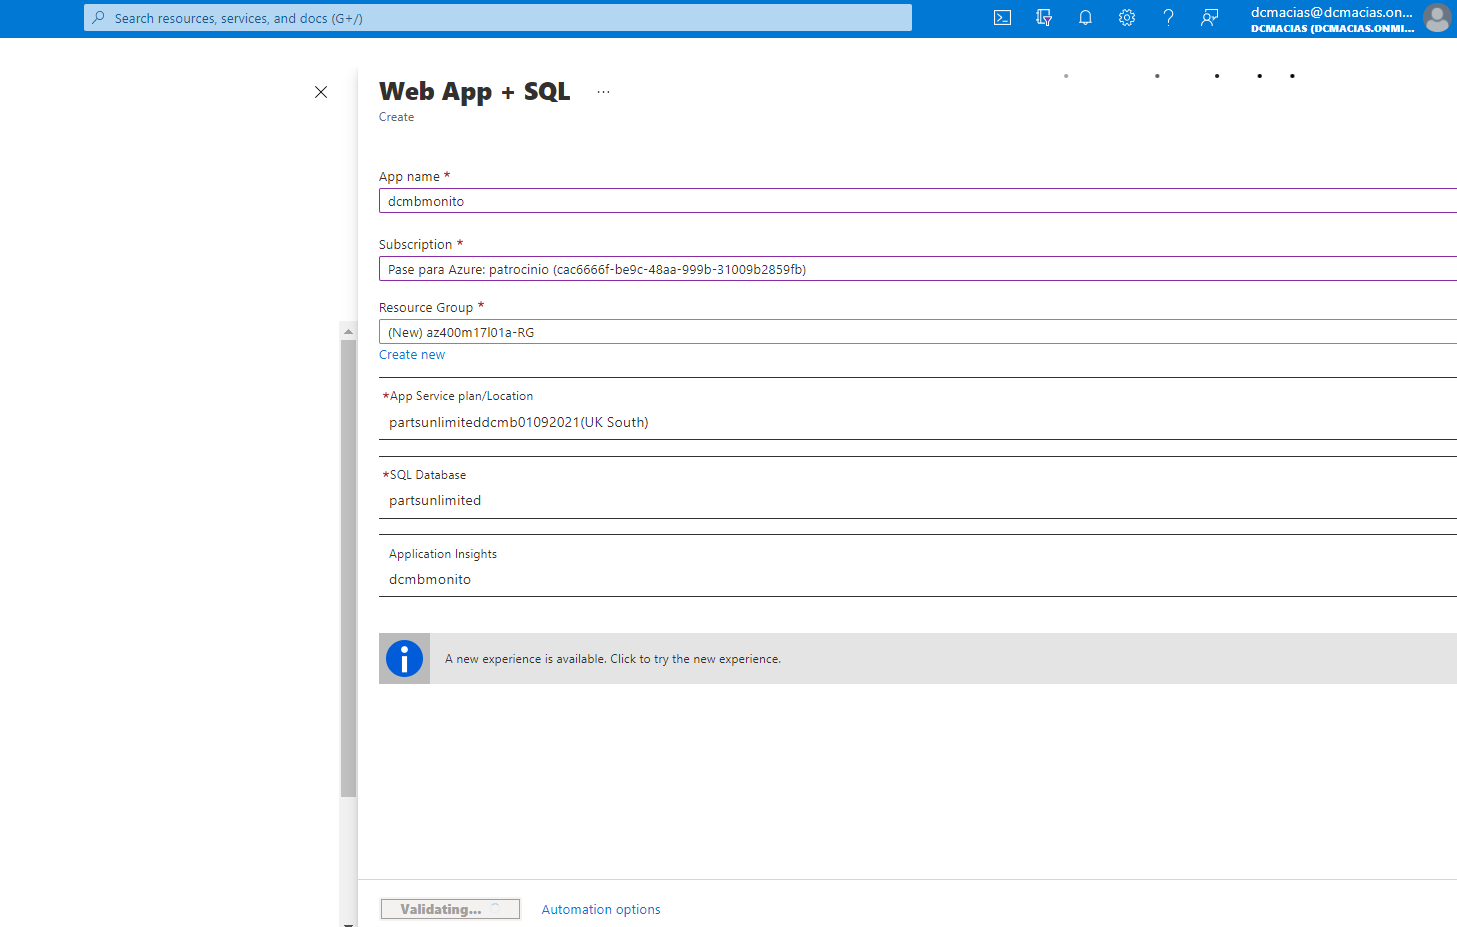 Search resources, services, and docs (G+/)
dcmacias@dcmacias.on...
DCMACIAS (DCMACIAS.ONMI...
Web App + SQL ...
Create
App name *
dcmbmonito
Subscription *
Pase para Azure: patrocinio (cac6666f-be9c-48aa-999b-31009b2859fb)
Resource Group *
(New) az400m17l01a-RG
Create new
*App Service plan/Location
partsunlimiteddcmb01092021(UK South)
*SQL Database
partsunlimited
Application Insights
dcmbmonito
A new experience is available. Click to try the new experience.
Validating...
Automation options